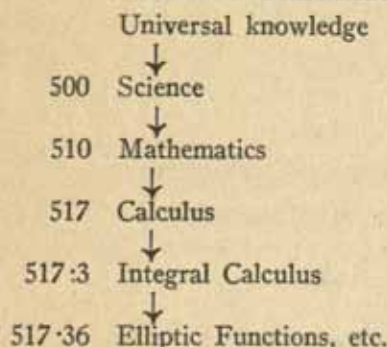 Universal knowledge
500 Science
510 Mathematics
517 Calculus
517:3 Integral Calculus
517·36 Elliptic Functions, etc.